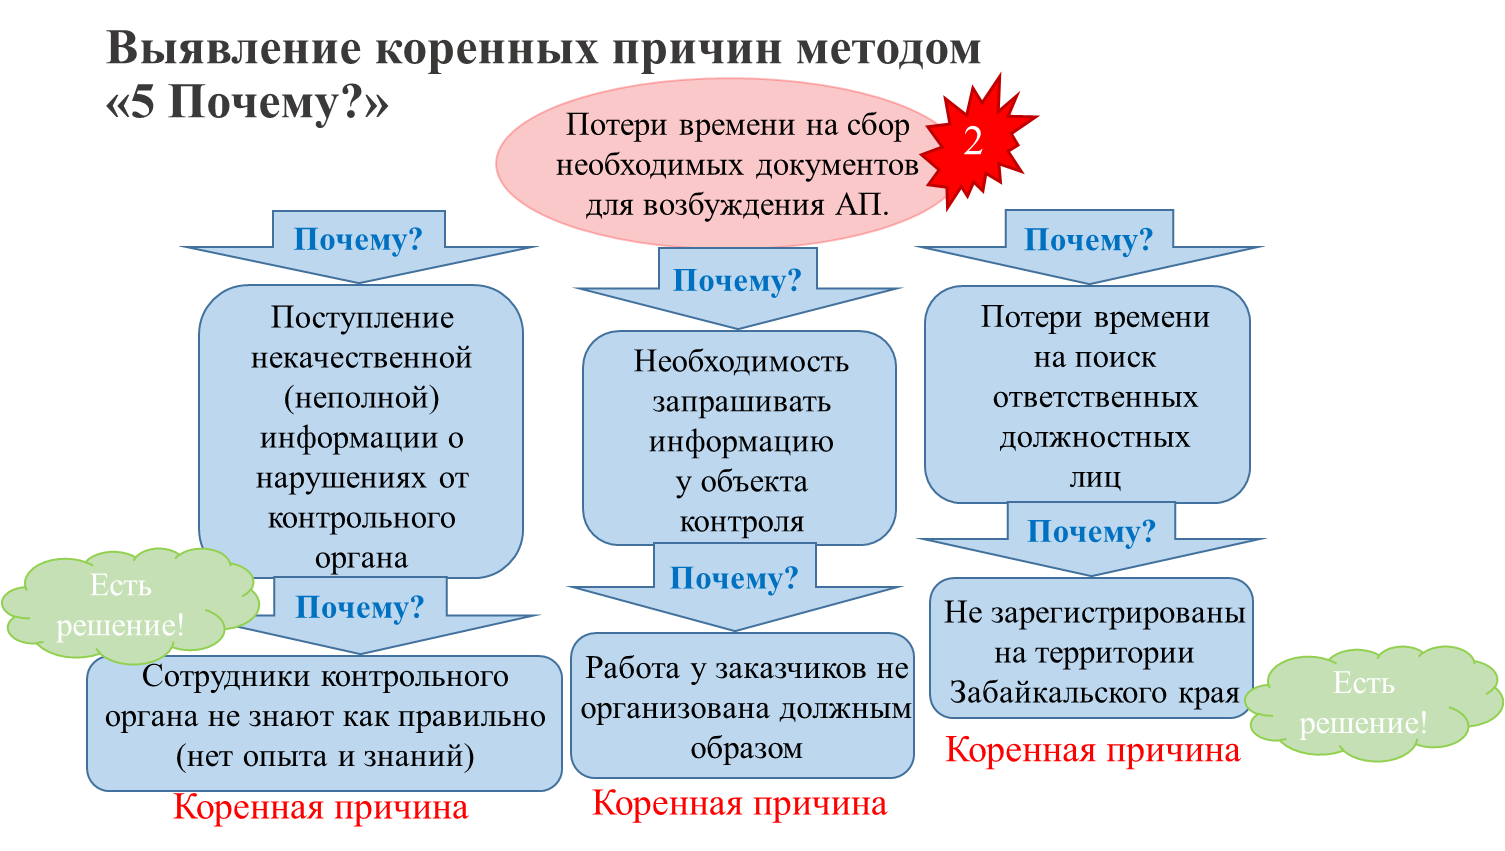 Выявление коренных причин методом
«5 Почему?»
Потери времени на сбор
необходимых документов
для возбуждения АП.
2
Почему?
Поступление
некачественной
(неполной)
информации о
нарушениях от
контрольного
органа
Почему?
Сотрудники контрольного
органа не знают как правильно
(нет опыта и знаний)
Коренная причина
Есть
решение!
Почему?
Необходимость
запрашивать
информацию
у объекта
контроля
Почему?
Работа у заказчиков не
организована должным
образом
Коренная причина
Почему?
Потери времени
на поиск
ответственных
должностных
лиц
Почему?
Не зарегистрированы
на территории
Забайкальского края
Коренная причина
Есть
решение!